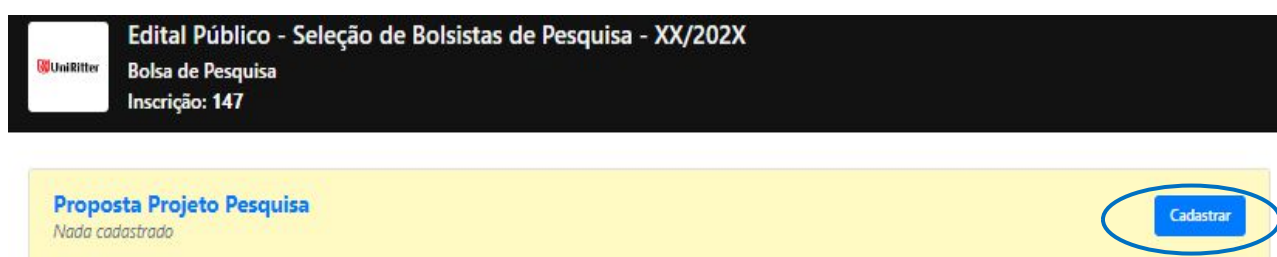 Edital Público - Seleção de Bolsistas de Pesquisa - XX/202X
UniRitter
Bolsa de Pesquisa
Inscrição: 147
Proposta Projeto Pesquisa
Nada cadastrado
Cadastrar